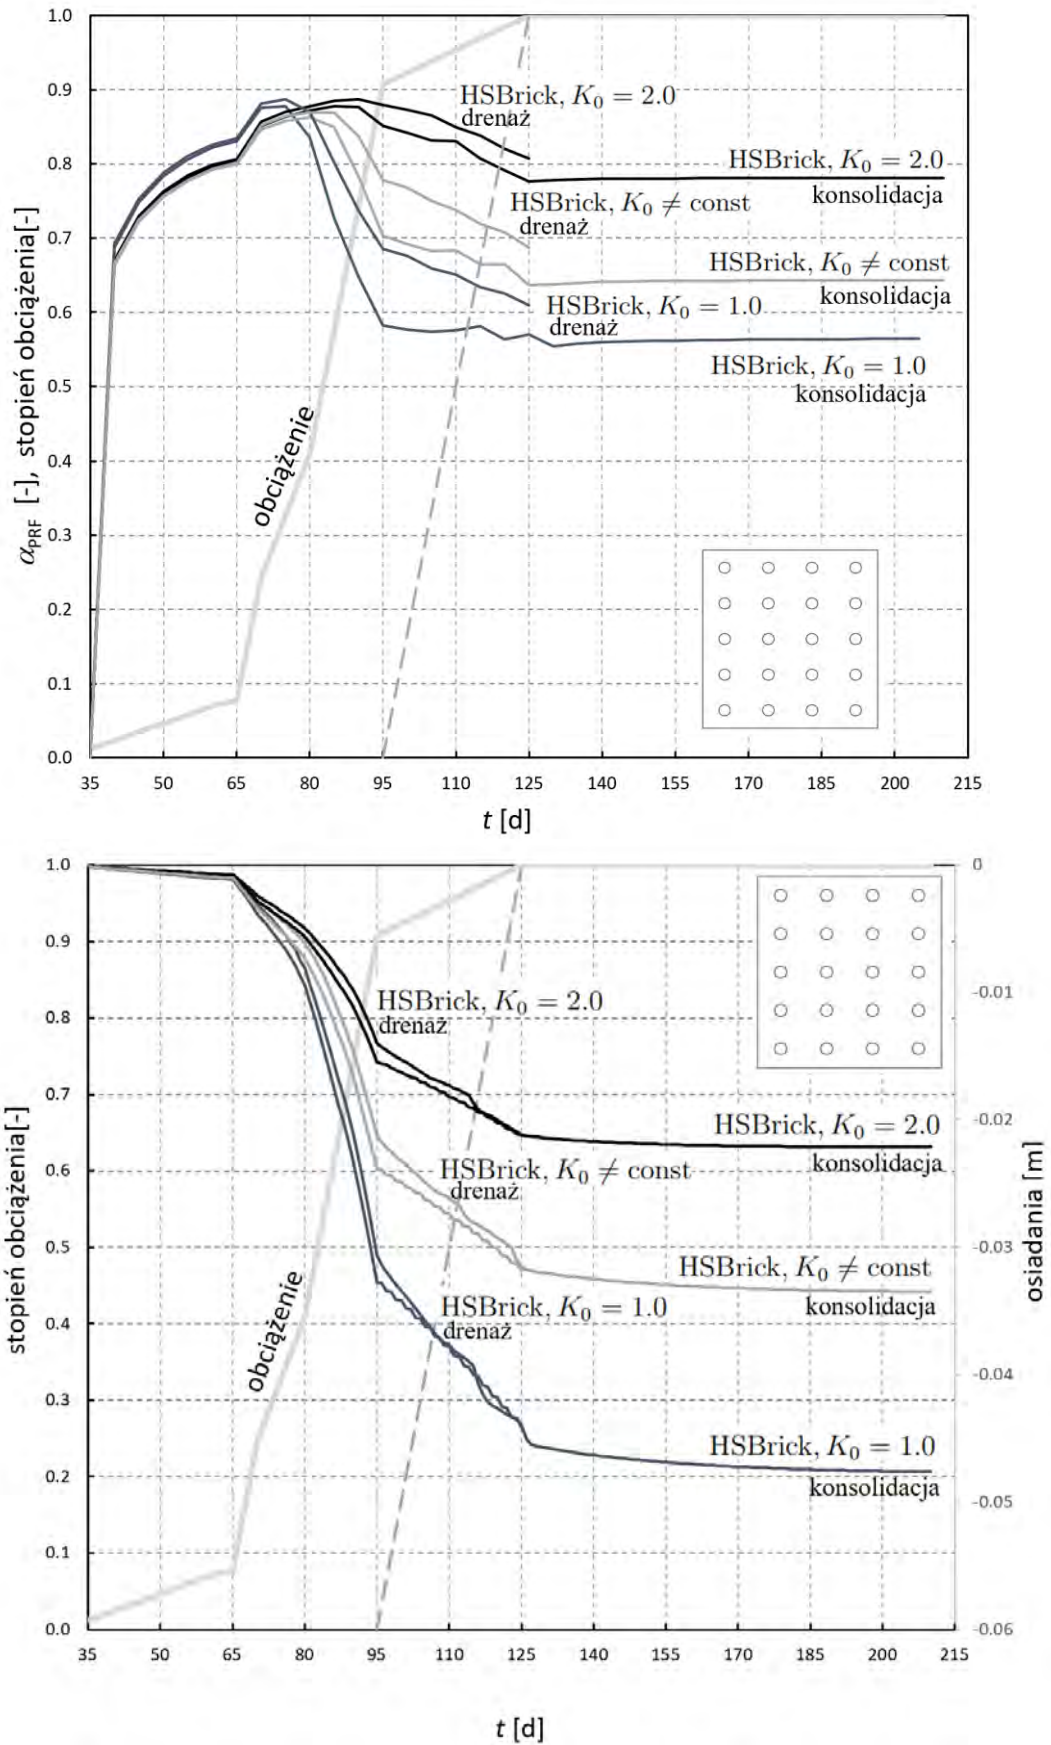 1.0
0.9
0.8
0.7
0.6
0.5
0.4
0.3
0.2
0.1
0.0
α_PRF [-], stopień obciążenia[-]
HSBrick, K₀ = 2.0
drenaż
HSBrick, K₀ = 2.0
konsolidacja
HSBrick, K₀ ≠ const
drenaż
HSBrick, K₀ ≠ const
konsolidacja
HSBrick, K₀ = 1.0
drenaż
HSBrick, K₀ = 1.0
konsolidacja
obciążenie
35 50 65 80 95 110 125 140 155 170 185 200 215
t [d]
1.0
0.9
0.8
0.7
0.6
0.5
0.4
0.3
0.2
0.1
0.0
stopień obciążenia[-]
HSBrick, K₀ = 2.0
drenaż
HSBrick, K₀ = 2.0
konsolidacja
HSBrick, K₀ ≠ const
drenaż
HSBrick, K₀ ≠ const
konsolidacja
HSBrick, K₀ = 1.0
drenaż
HSBrick, K₀ = 1.0
konsolidacja
obciążenie
0
-0.01
-0.02
-0.03
-0.04
-0.05
-0.06
osiadania [m]
35 50 65 80 95 110 125 140 155 170 185 200 215
t [d]